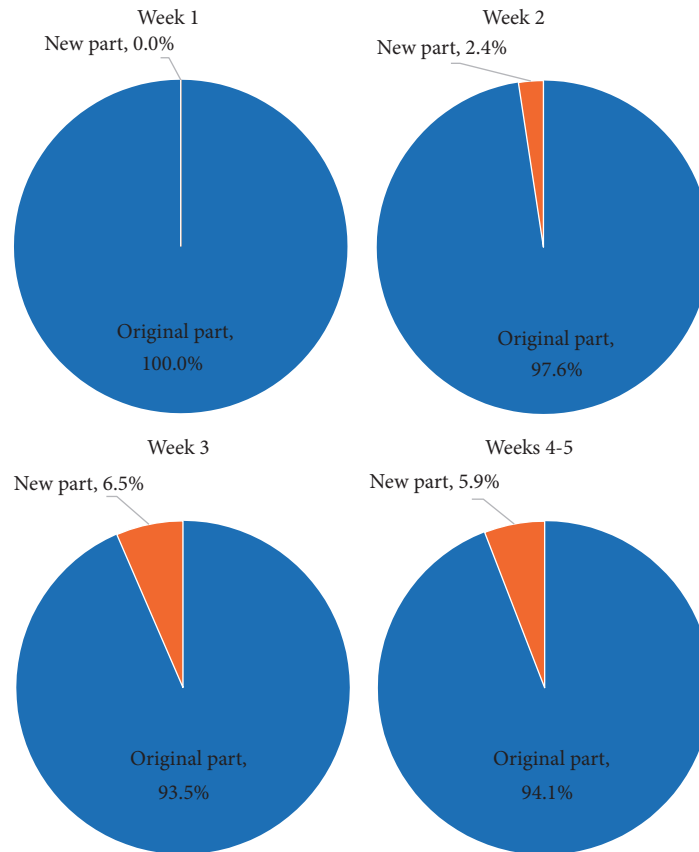 Week 1
New part, 0.0%
Original part,
100.0%
Week 2
New part, 2.4%
Original part,
97.6%
Week 3
New part, 6.5%
Original part,
93.5%
Weeks 4-5
New part, 5.9%
Original part,
94.1%